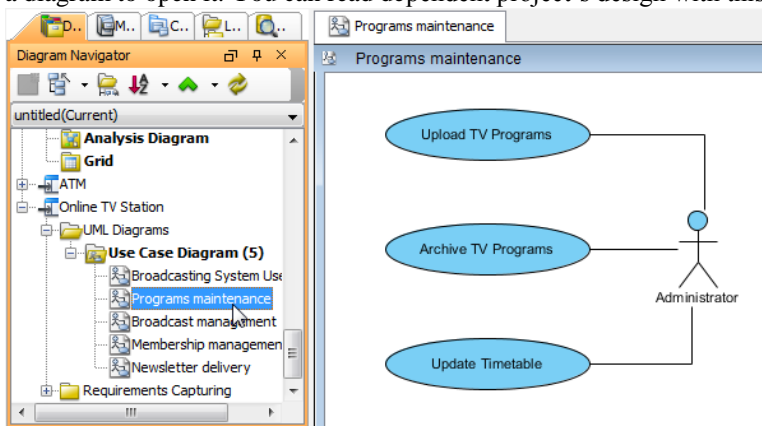 a diagram to open it. You can read dependent project's design with this
D.. M.. C.. L.. Q..
Diagram Navigator
untitled(Current)
Analysis Diagram
Grid
ATM
Online TV Station
UML Diagrams
Use Case Diagram (5)
Broadcasting System Use
Programs maintenance
Broadcast management
Membership managemen
Newsletter delivery
Requirements Capturing
Programs maintenance
Programs maintenance
Upload TV Programs
Archive TV Programs
Administrator
Update Timetable